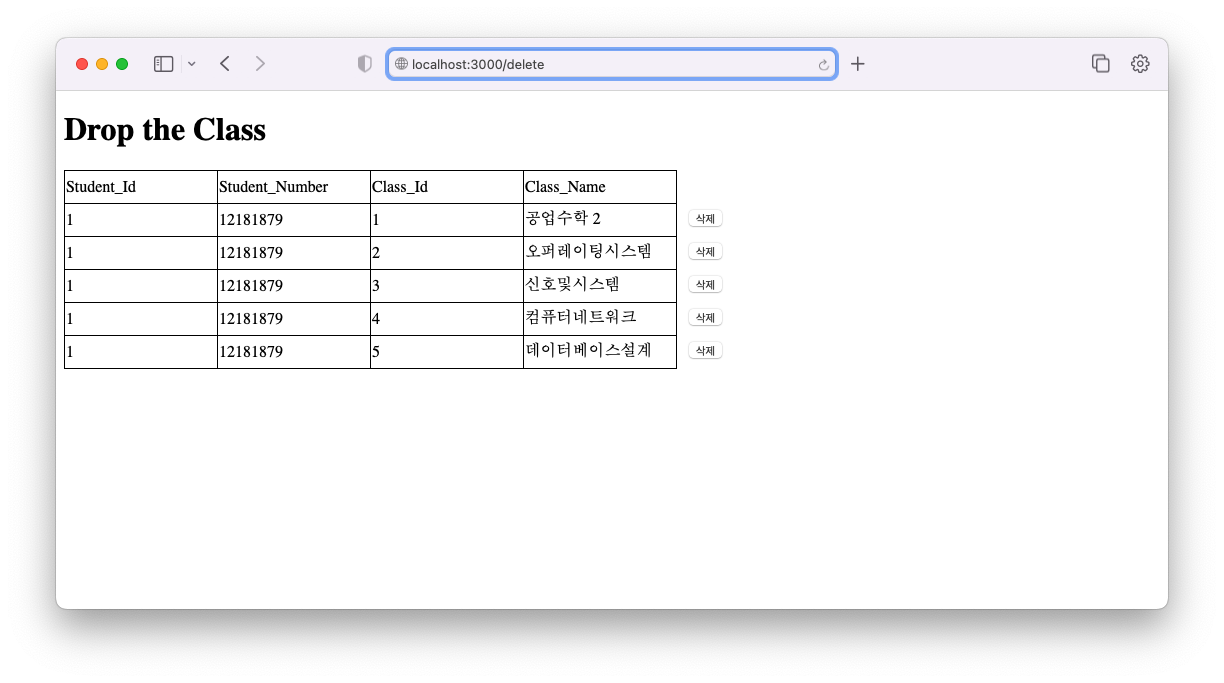 localhost:3000/delete
Drop the Class
Student_Id Student_Number Class_Id Class_Name
1 12181879 1 공업수학 2 삭제
1 12181879 2 오퍼레이팅시스템 삭제
1 12181879 3 신호및시스템 삭제
1 12181879 4 컴퓨터네트워크 삭제
1 12181879 5 데이터베이스설계 삭제